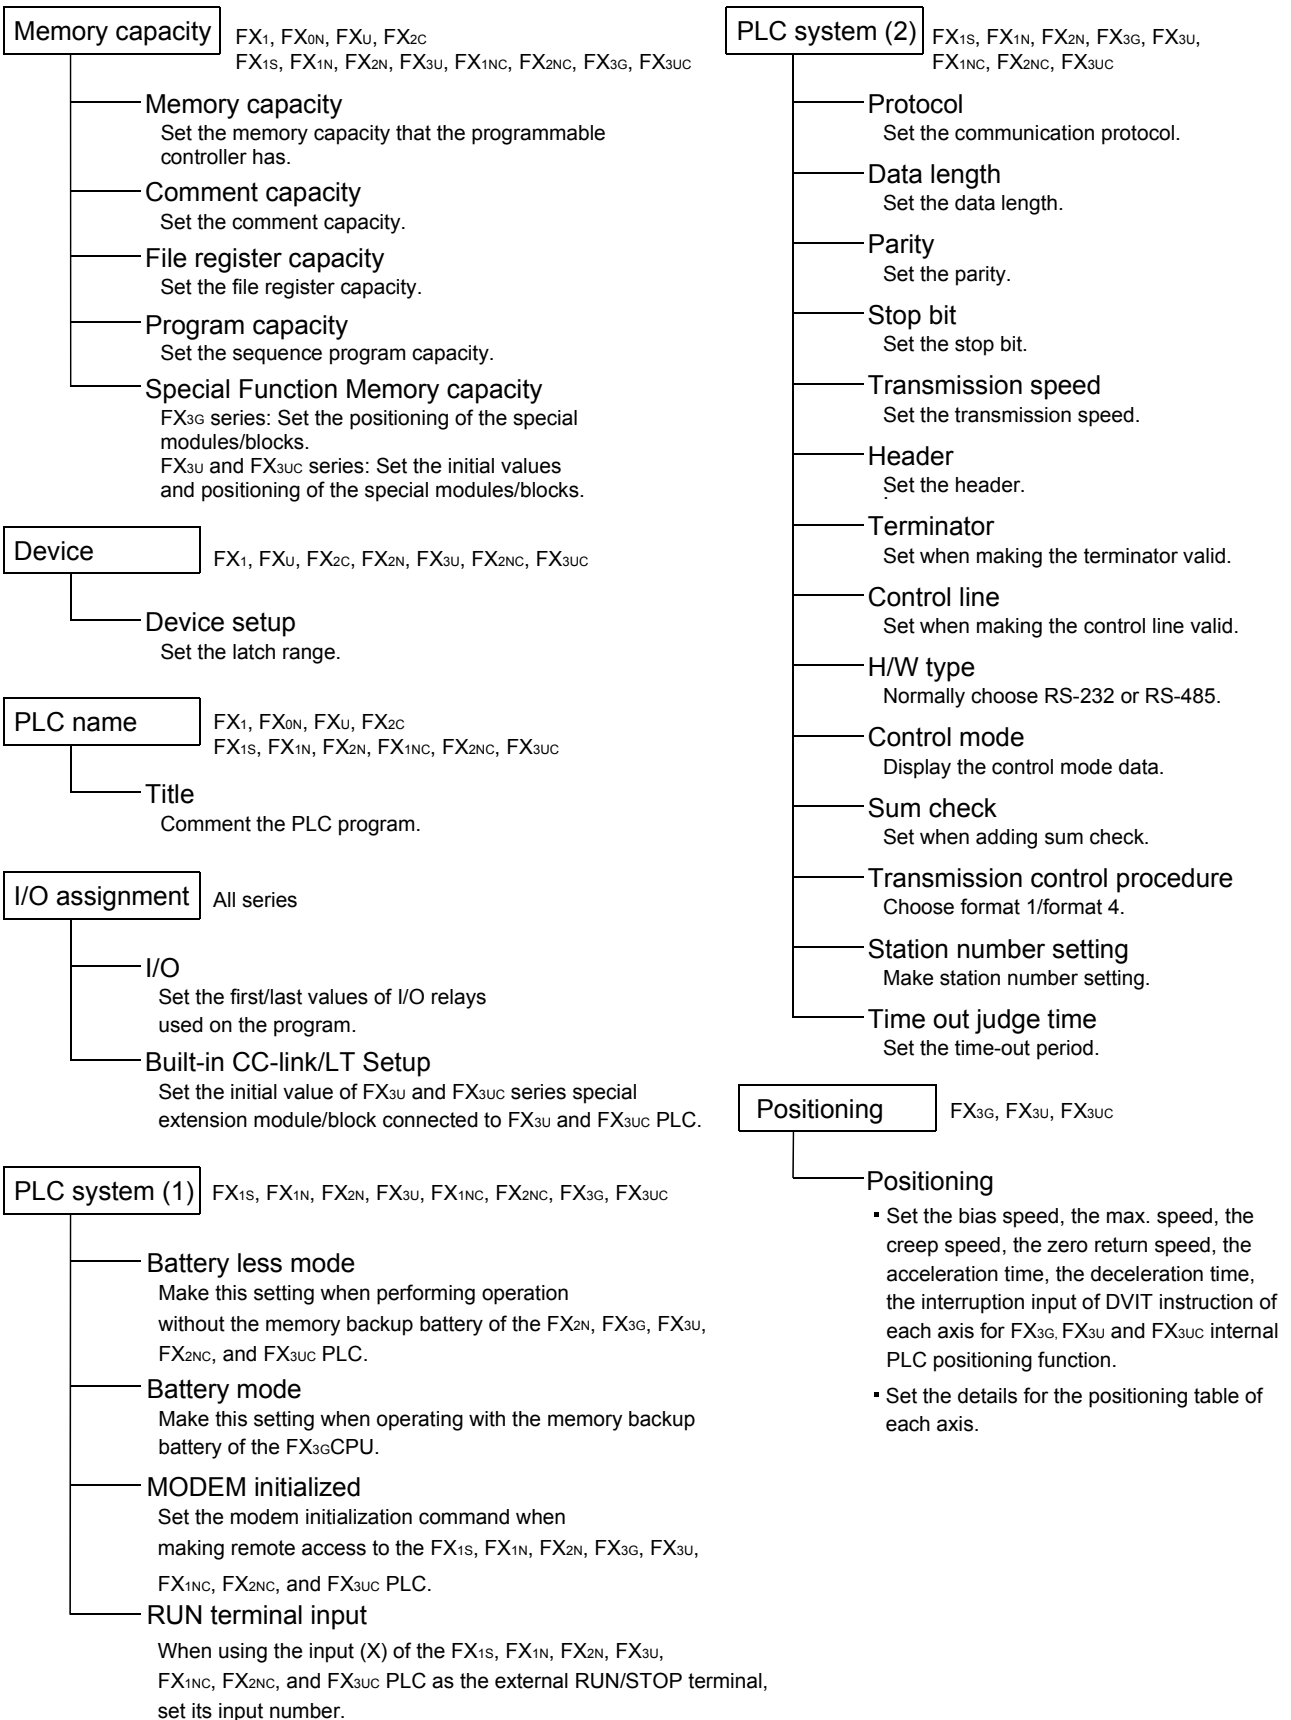 Memory capacity
FX1, FX0N, FXU, FX2C
FX1S, FX1N, FX2N, FX3U, FX1NC, FX2NC, FX3G, FX3UC
Memory capacity
Set the memory capacity that the programmable
controller has.
Comment capacity
Set the comment capacity.
File register capacity
Set the file register capacity.
Program capacity
Set the sequence program capacity.
Special Function Memory capacity
FX3G series: Set the positioning of the special
modules/blocks.
FX3U and FX3UC series: Set the initial values
and positioning of the special modules/blocks.
Device
FX1, FXU, FX2C, FX2N, FX3U, FX2NC, FX3UC
Device setup
Set the latch range.
PLC name
FX1, FX0N, FXU, FX2C
FX1S, FX1N, FX2N, FX1NC, FX2NC, FX3UC
Title
Comment the PLC program.
I/O assignment
All series
I/O
Set the first/last values of I/O relays
used on the program.
Built-in CC-link/LT Setup
Set the initial value of FX3U and FX3UC series special
extension module/block connected to FX3U and FX3UC PLC.
PLC system (1)
FX1S, FX1N, FX2N, FX3U, FX1NC, FX2NC, FX3G, FX3UC
Battery less mode
Make this setting when performing operation
without the memory backup battery of the FX2N, FX3G, FX3U,
FX2NC, and FX3UC PLC.
Battery mode
Make this setting when operating with the memory backup
battery of the FX3GCPU.
MODEM initialized
Set the modem initialization command when
making remote access to the FX1S, FX1N, FX2N, FX3G, FX3U,
FX1NC, FX2NC, and FX3UC PLC.
RUN terminal input
When using the input (X) of the FX1S, FX1N, FX2N, FX3U,
FX1NC, FX2NC, and FX3UC PLC as the external RUN/STOP terminal,
set its input number.
PLC system (2)
FX1S, FX1N, FX2N, FX3G, FX3U,
FX1NC, FX2NC, FX3UC
Protocol
Set the communication protocol.
Data length
Set the data length.
Parity
Set the parity.
Stop bit
Set the stop bit.
Transmission speed
Set the transmission speed.
Header
Set the header.
Terminator
Set when making the terminator valid.
Control line
Set when making the control line valid.
H/W type
Normally choose RS-232 or RS-485.
Control mode
Display the control mode data.
Sum check
Set when adding sum check.
Transmission control procedure
Choose format 1/format 4.
Station number setting
Make station number setting.
Time out judge time
Set the time-out period.
Positioning
FX3G, FX3U, FX3UC
Positioning
▪ Set the bias speed, the max. speed, the
creep speed, the zero return speed, the
acceleration time, the deceleration time,
the interruption input of DVIT instruction of
each axis for FX3G, FX3U and FX3UC internal
PLC positioning function.
▪ Set the details for the positioning table of
each axis.